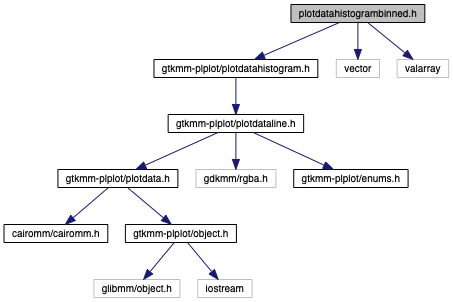 plotdatahistogrambinned.h
gtkmm-plplot/plotdatahistogram.h
vector
valarray
gtkmm-plplot/plotdataline.h
gtkmm-plplot/plotdata.h
gdkmm/rgba.h
gtkmm-plplot/enums.h
cairomm/cairomm.h
gtkmm-plplot/object.h
glibmm/object.h
iostream